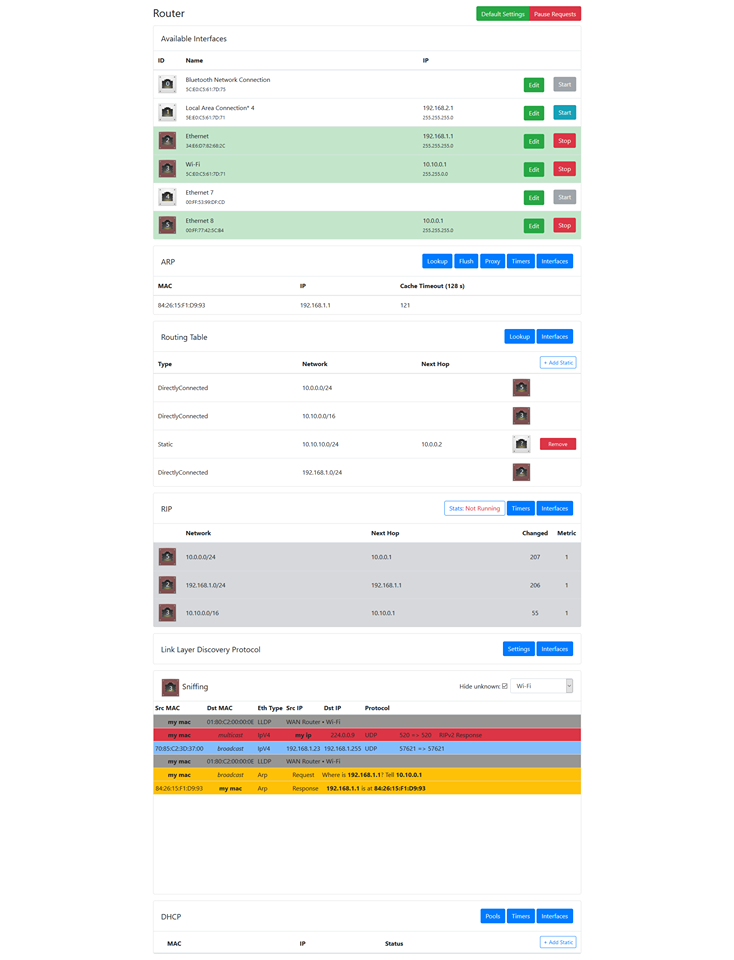 Router Default Settings Pause Requests
Available Interfaces
ID Name IP
0 Bluetooth Network Connection Edit Start
5C:E0:C5:61:7D:75
1 Local Area Connection* 4 192.168.2.1 Edit Start
5E:E0:C5:61:7D:71 255.255.255.0
2 Ethernet 192.168.1.1 Edit Stop
34:E6:D7:82:6B:2C 255.255.255.0
3 Wi-Fi 10.10.0.1 Edit Stop
5C:E0:C5:61:7D:71 255.255.0.0
4 Ethernet 7 Edit Start
00:FF:53:99:DF:CD
5 Ethernet 8 10.0.0.1 Edit Stop
00:FF:77:42:5C:B4 255.255.255.0
ARP Lookup Flush Proxy Timers Interfaces
MAC IP Cache Timeout (128 s)
84:26:15:F1:D9:93 192.168.1.1 121
Routing Table Lookup Interfaces
Type Network Next Hop + Add Static
DirectlyConnected 10.0.0.0/24 5
DirectlyConnected 10.10.0.0/16 3
Static 10.10.10.0/24 10.0.0.2 Remove
DirectlyConnected 192.168.1.0/24 2
RIP Stats: Not Running Timers Interfaces
Network Next Hop Changed Metric
5 10.0.0.0/24 10.0.0.1 207 1
2 192.168.1.0/24 192.168.1.1 206 1
3 10.10.0.0/16 10.10.0.1 55 1
Link Layer Discovery Protocol Settings Interfaces
3 Sniffing Hide unknown: Wi-Fi
Src MAC Dst MAC Eth Type Src IP Dst IP Protocol
my mac 01:80:C2:00:00:0E LLDP WAN Router • Wi-Fi
my mac multicast IpV4 my ip 224.0.0.9 UDP 520 => 520 RIPv2 Response
70:85:C2:3D:37:00 broadcast IpV4 192.168.1.23 192.168.1.255 UDP 57621 => 57621
my mac 01:80:C2:00:00:0E LLDP WAN Router • Wi-Fi
my mac broadcast Arp Request Where is 192.168.1.1? Tell 10.10.0.1
84:26:15:F1:D9:93 my mac Arp Response 192.168.1.1 is at 84:26:15:F1:D9:93
DHCP Pools Timers Interfaces
MAC IP Status + Add Static